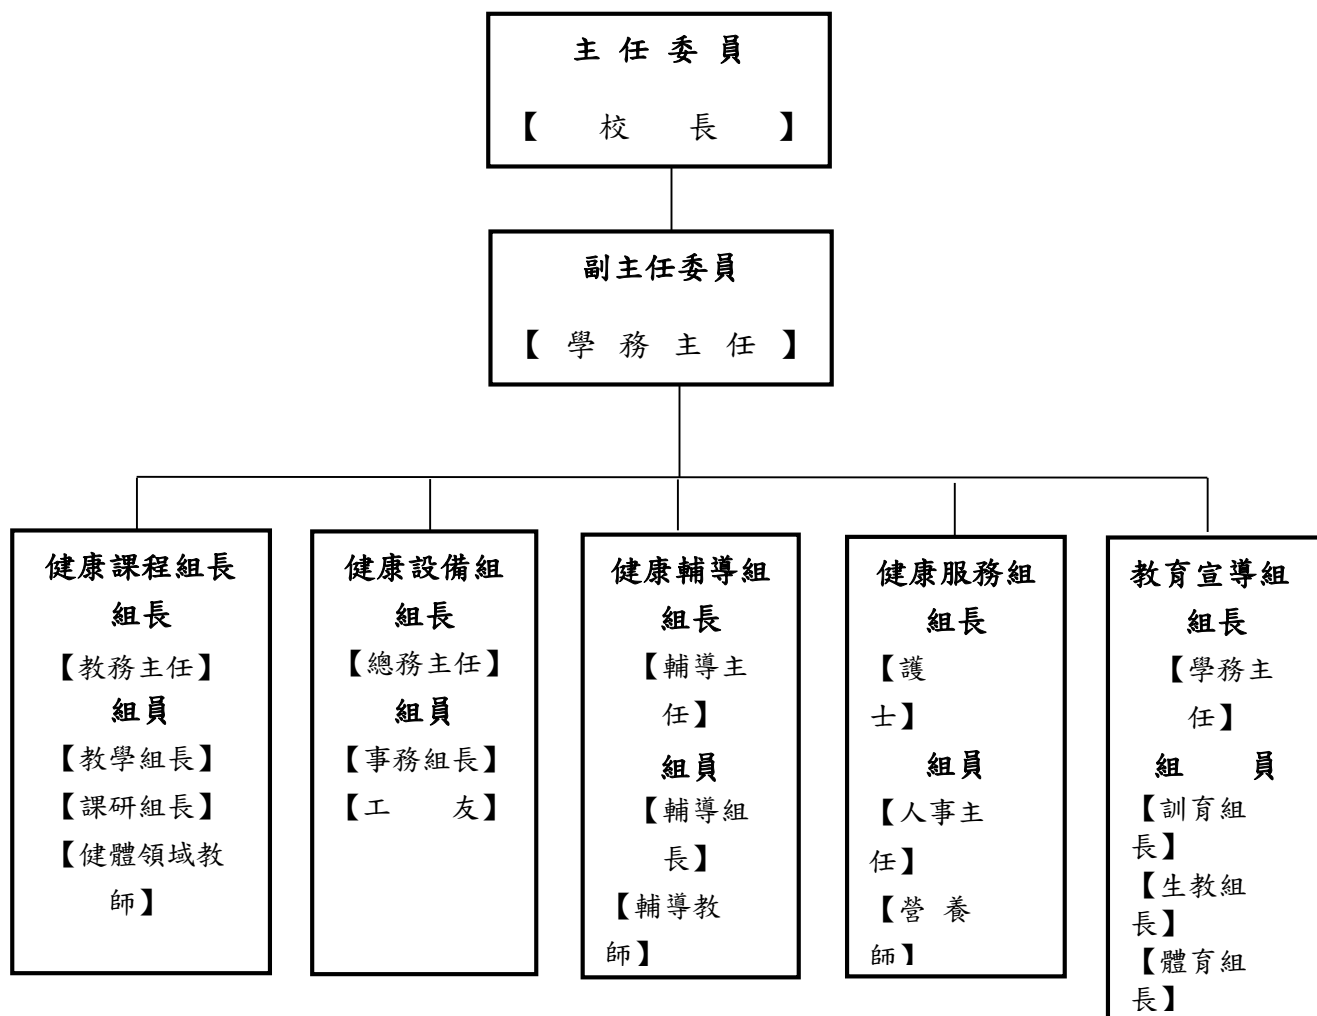 主 任 委 員
【 校 長 】
副主任委員
【 學 務 主 任 】
健康課程組長
組長
【教務主任】
組員
【教學組長】
【課研組長】
【健體領域教
師】
健康設備組
組長
【總務主任】
組員
【事務組長】
【工 友】
健康輔導組
組長
【輔導主
任】
組員
【輔導組
長】
【輔導教
師】
健康服務組
組長
【護
士】
組員
【人事主
任】
【營 養
師】
教育宣導組
組長
【學務主
任】
組 員
【訓育組
長】
【生教組
長】
【體育組
長】